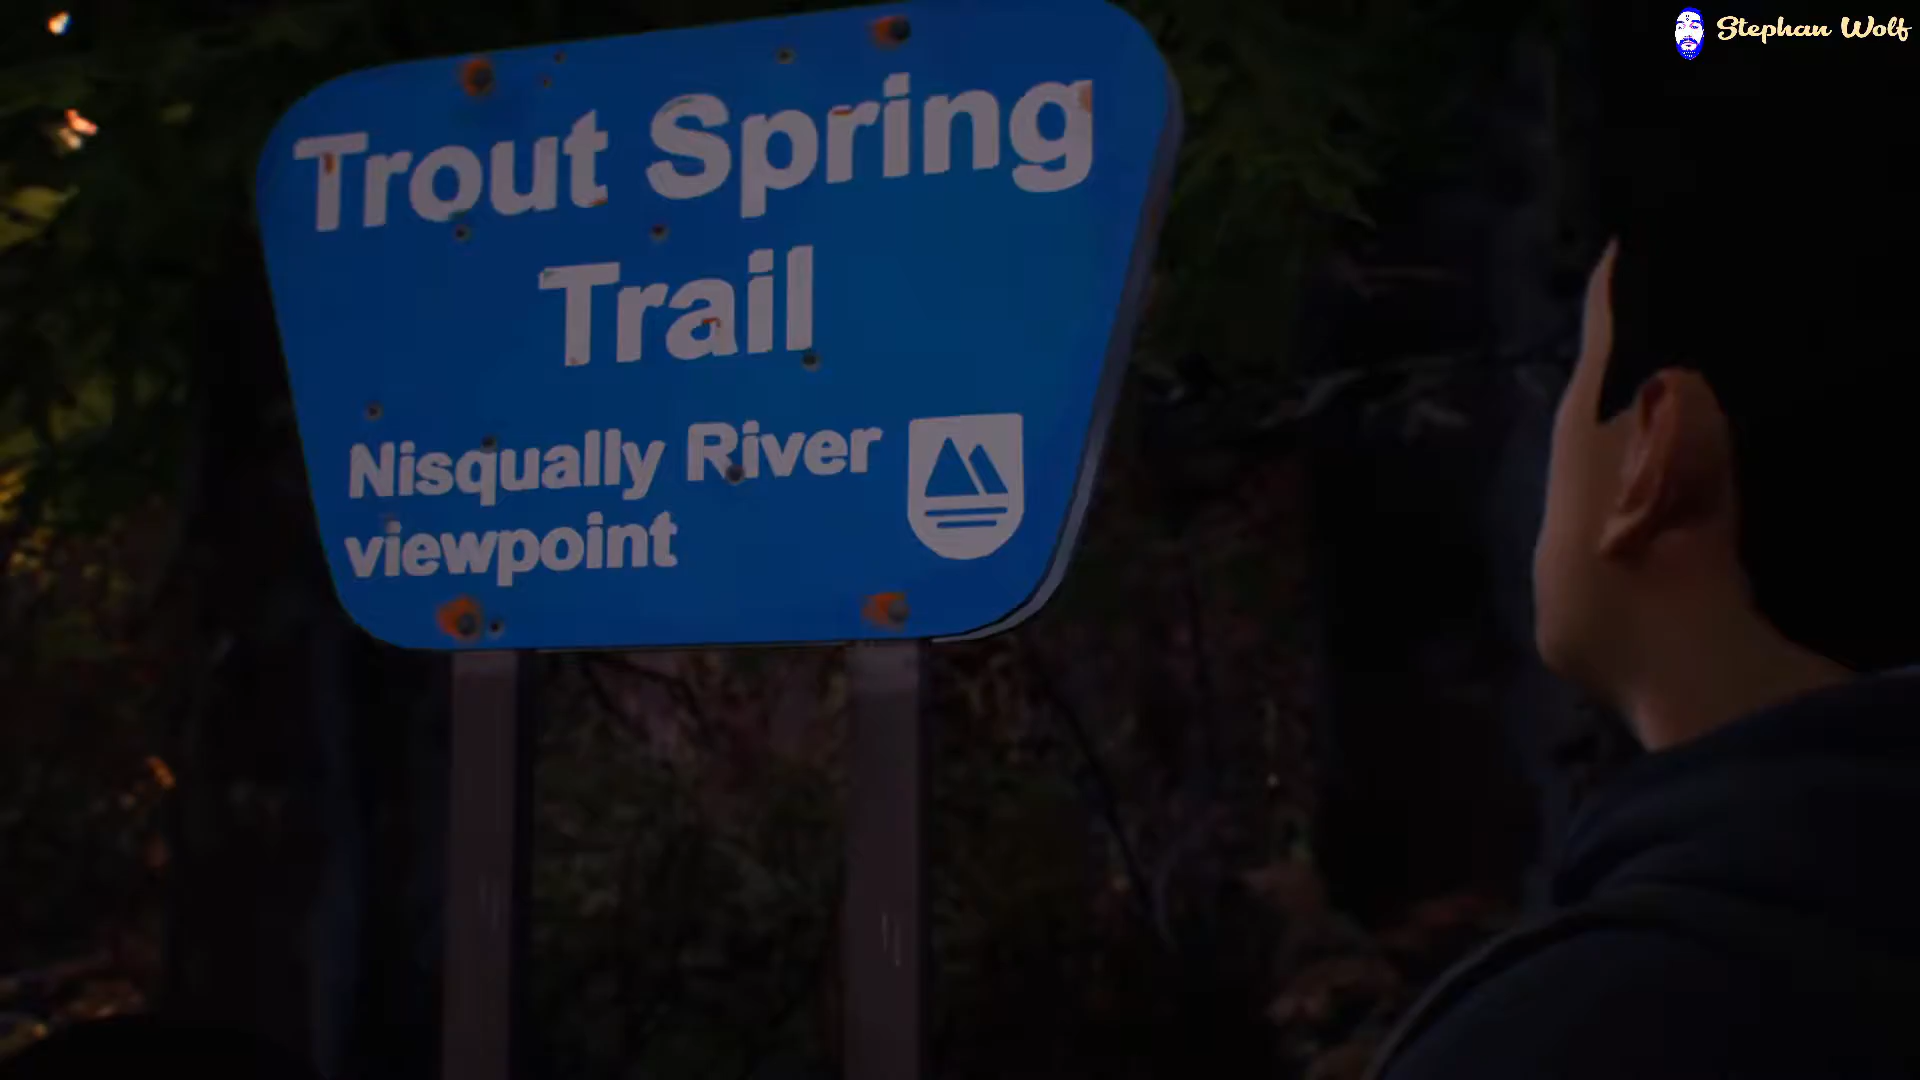 Stephan Wolf
Trout Spring
Trail
Nisqually River
viewpoint